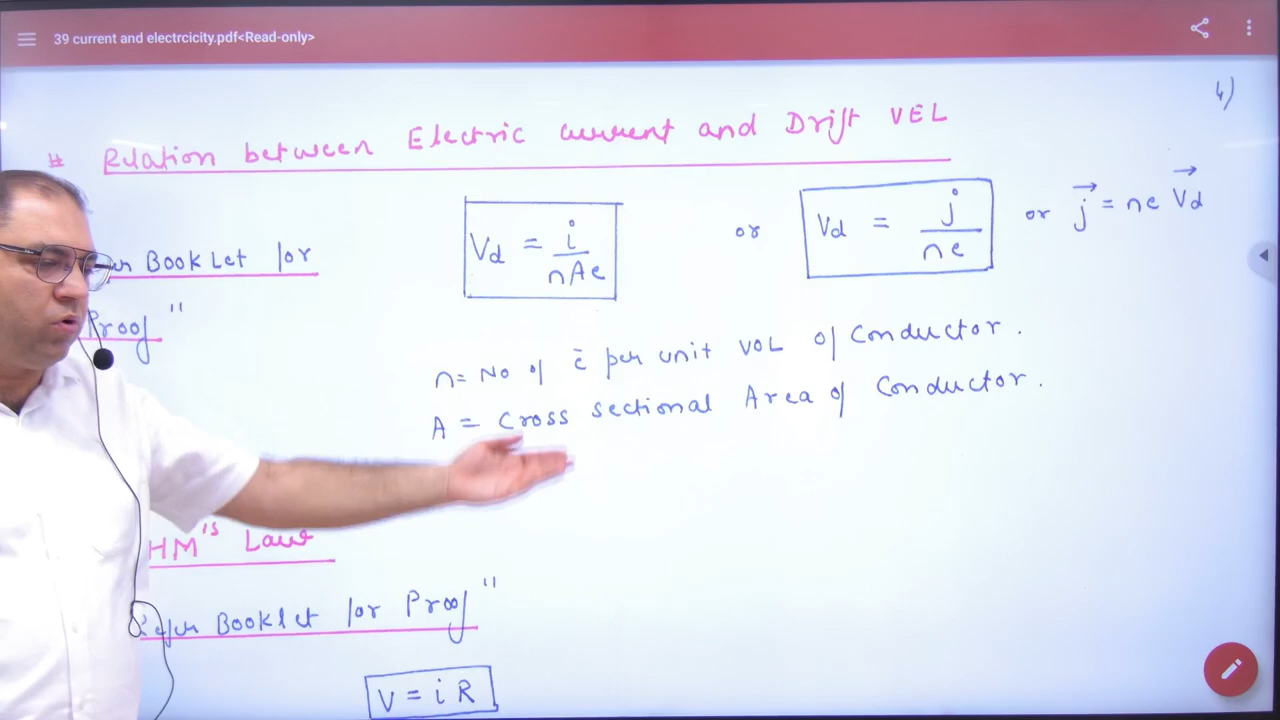 39 current and electrcicity.pdf<Read-only>
4)
# Relation between Electric current and Drift VEL
BooKLet for
Proof"
Vd = i/nAe or Vd = j/ne or j⃗ = ne V⃗d
n = No of e̅ per unit VOL of Conductor.
A = Cross sectional Area of Conductor.
HM'S Law
Refer Booklet for Proof"
V = iR